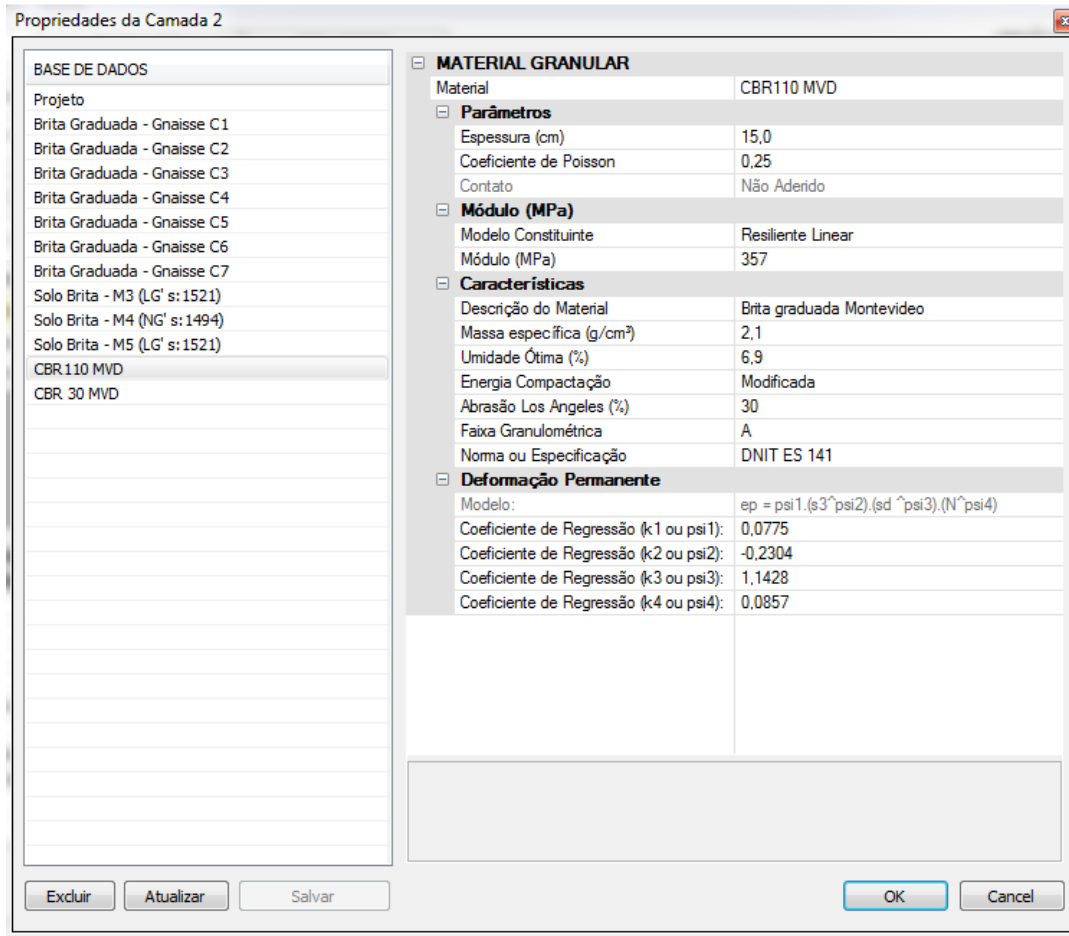 Propriedades da Camada 2
BASE DE DADOS
Projeto
Brita Graduada - Gnaisse C1
Brita Graduada - Gnaisse C2
Brita Graduada - Gnaisse C3
Brita Graduada - Gnaisse C4
Brita Graduada - Gnaisse C5
Brita Graduada - Gnaisse C6
Brita Graduada - Gnaisse C7
Solo Brita - M3 (LG' s:1521)
Solo Brita - M4 (NG' s:1494)
Solo Brita - M5 (LG' s:1521)
CBR110 MVD
CBR 30 MVD
MATERIAL GRANULAR
Material CBR110 MVD
Parâmetros
Espessura (cm) 15,0
Coeficiente de Poisson 0,25
Contato Não Aderido
Módulo (MPa)
Modelo Constituinte Resiliente Linear
Módulo (MPa) 357
Características
Descrição do Material Brita graduada Montevideo
Massa específica (g/cm³) 2,1
Umidade Ótima (%) 6,9
Energia Compactação Modificada
Abrasão Los Angeles (%) 30
Faixa Granulométrica A
Norma ou Especificação DNIT ES 141
Deformação Permanente
Modelo: ep = psi1.(s3^psi2).(sd ^psi3).(N^psi4)
Coeficiente de Regressão (k1 ou psi1): 0,0775
Coeficiente de Regressão (k2 ou psi2): -0,2304
Coeficiente de Regressão (k3 ou psi3): 1,1428
Coeficiente de Regressão (k4 ou psi4): 0,0857
Excluir Atualizar Salvar OK Cancel